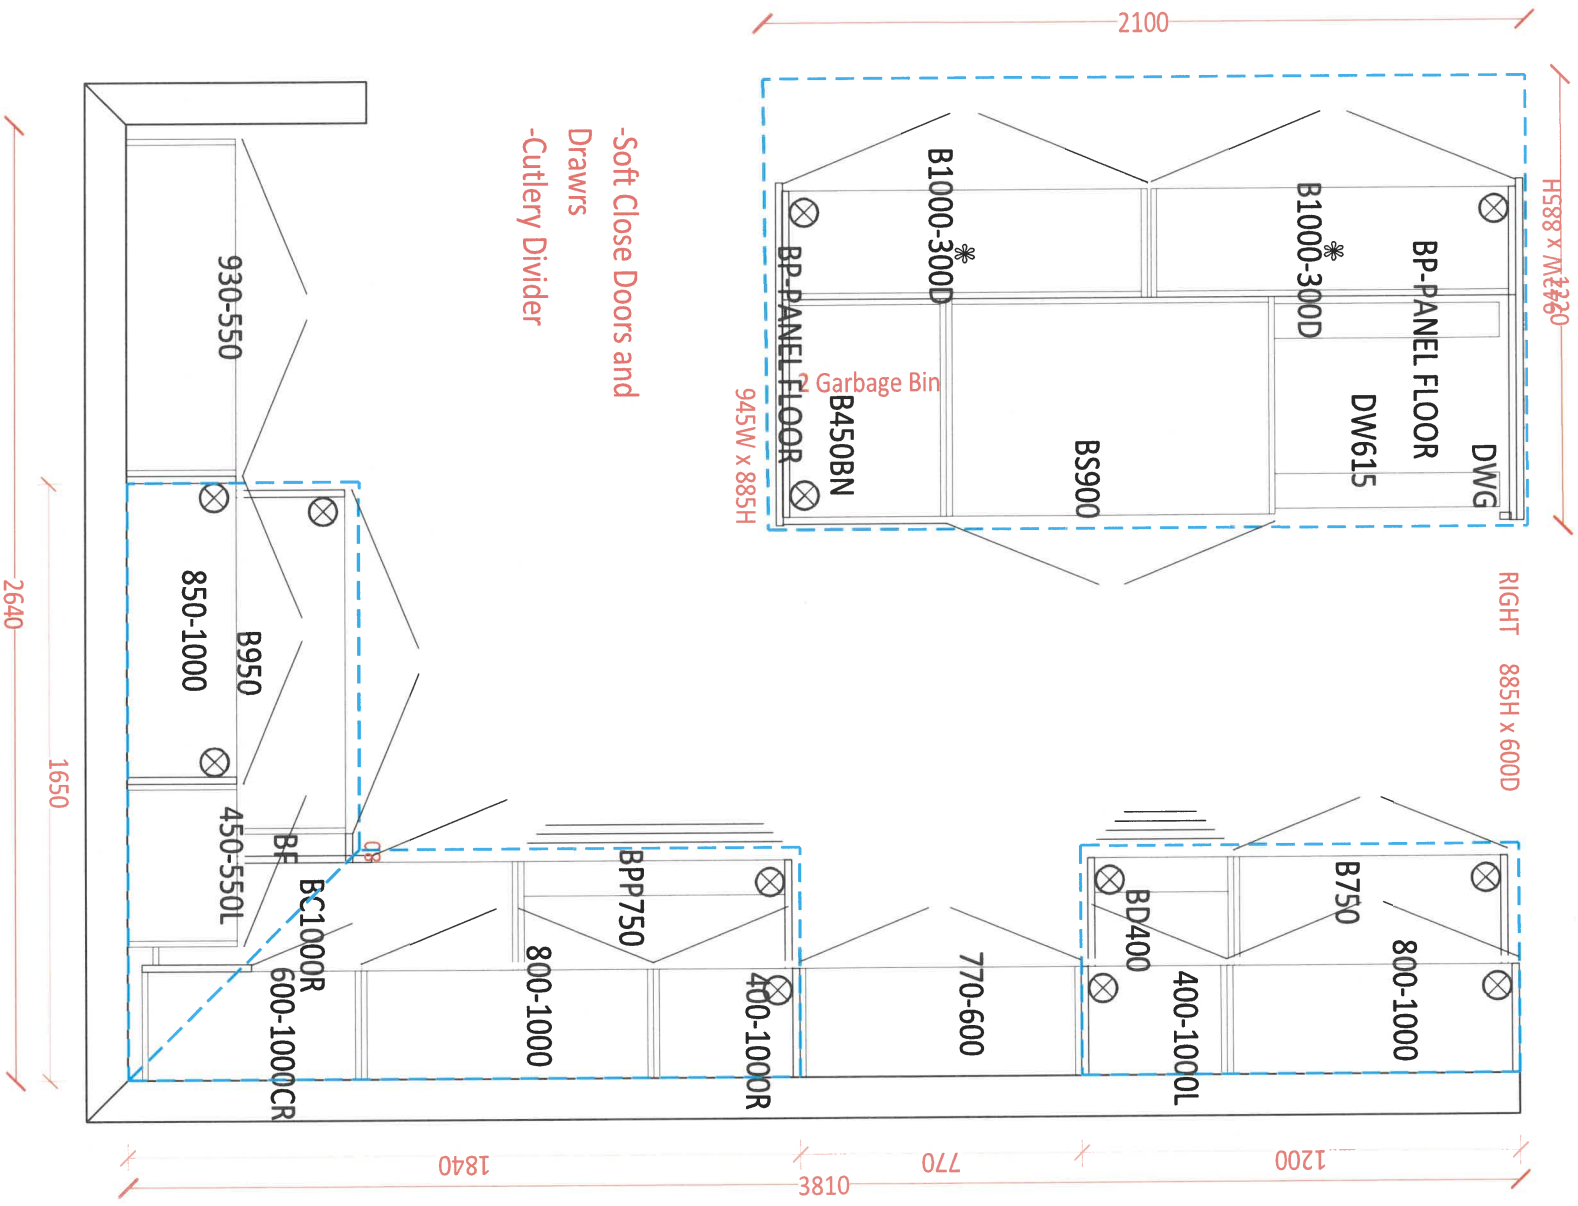 2100
-Soft Close Doors and
Drawrs
-Cutlery Divider
B1000-300D
B1000-300D
BP-PANEL FLOOR
BP-PANEL FLOOR
2 Garbage Bin
B450BN
BS900
DW615
DWG
945W x 885H
943W x 885H
1220
RIGHT 885H x 600D
930-550
850-1000
B950
450-550L
BF
80
BC1000R
600-1000CR
BPP750
800-1000
400-1000R
770-600
BD400
400-1000L
B750
800-1000
2640
1650
1840
770
1200
3810